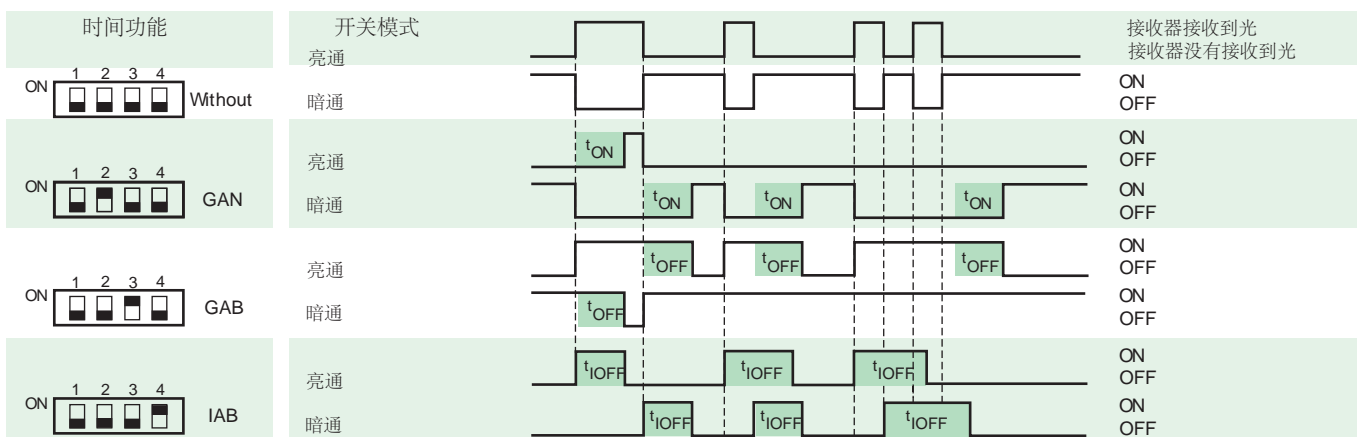 时间功能 开关模式 接收器接收到光
亮通 接收器没有接收到光
1 2 3 4
ON Without 暗通 ON
OFF
亮通 tON ON
OFF
1 2 3 4
ON GAN 暗通 tON tON tON ON
OFF
亮通 tOFF tOFF tOFF ON
OFF
1 2 3 4
ON GAB 暗通 tOFF ON
OFF
亮通 tIOFF tIOFF tIOFF ON
OFF
1 2 3 4
ON IAB 暗通 tIOFF tIOFF tIOFF ON
OFF